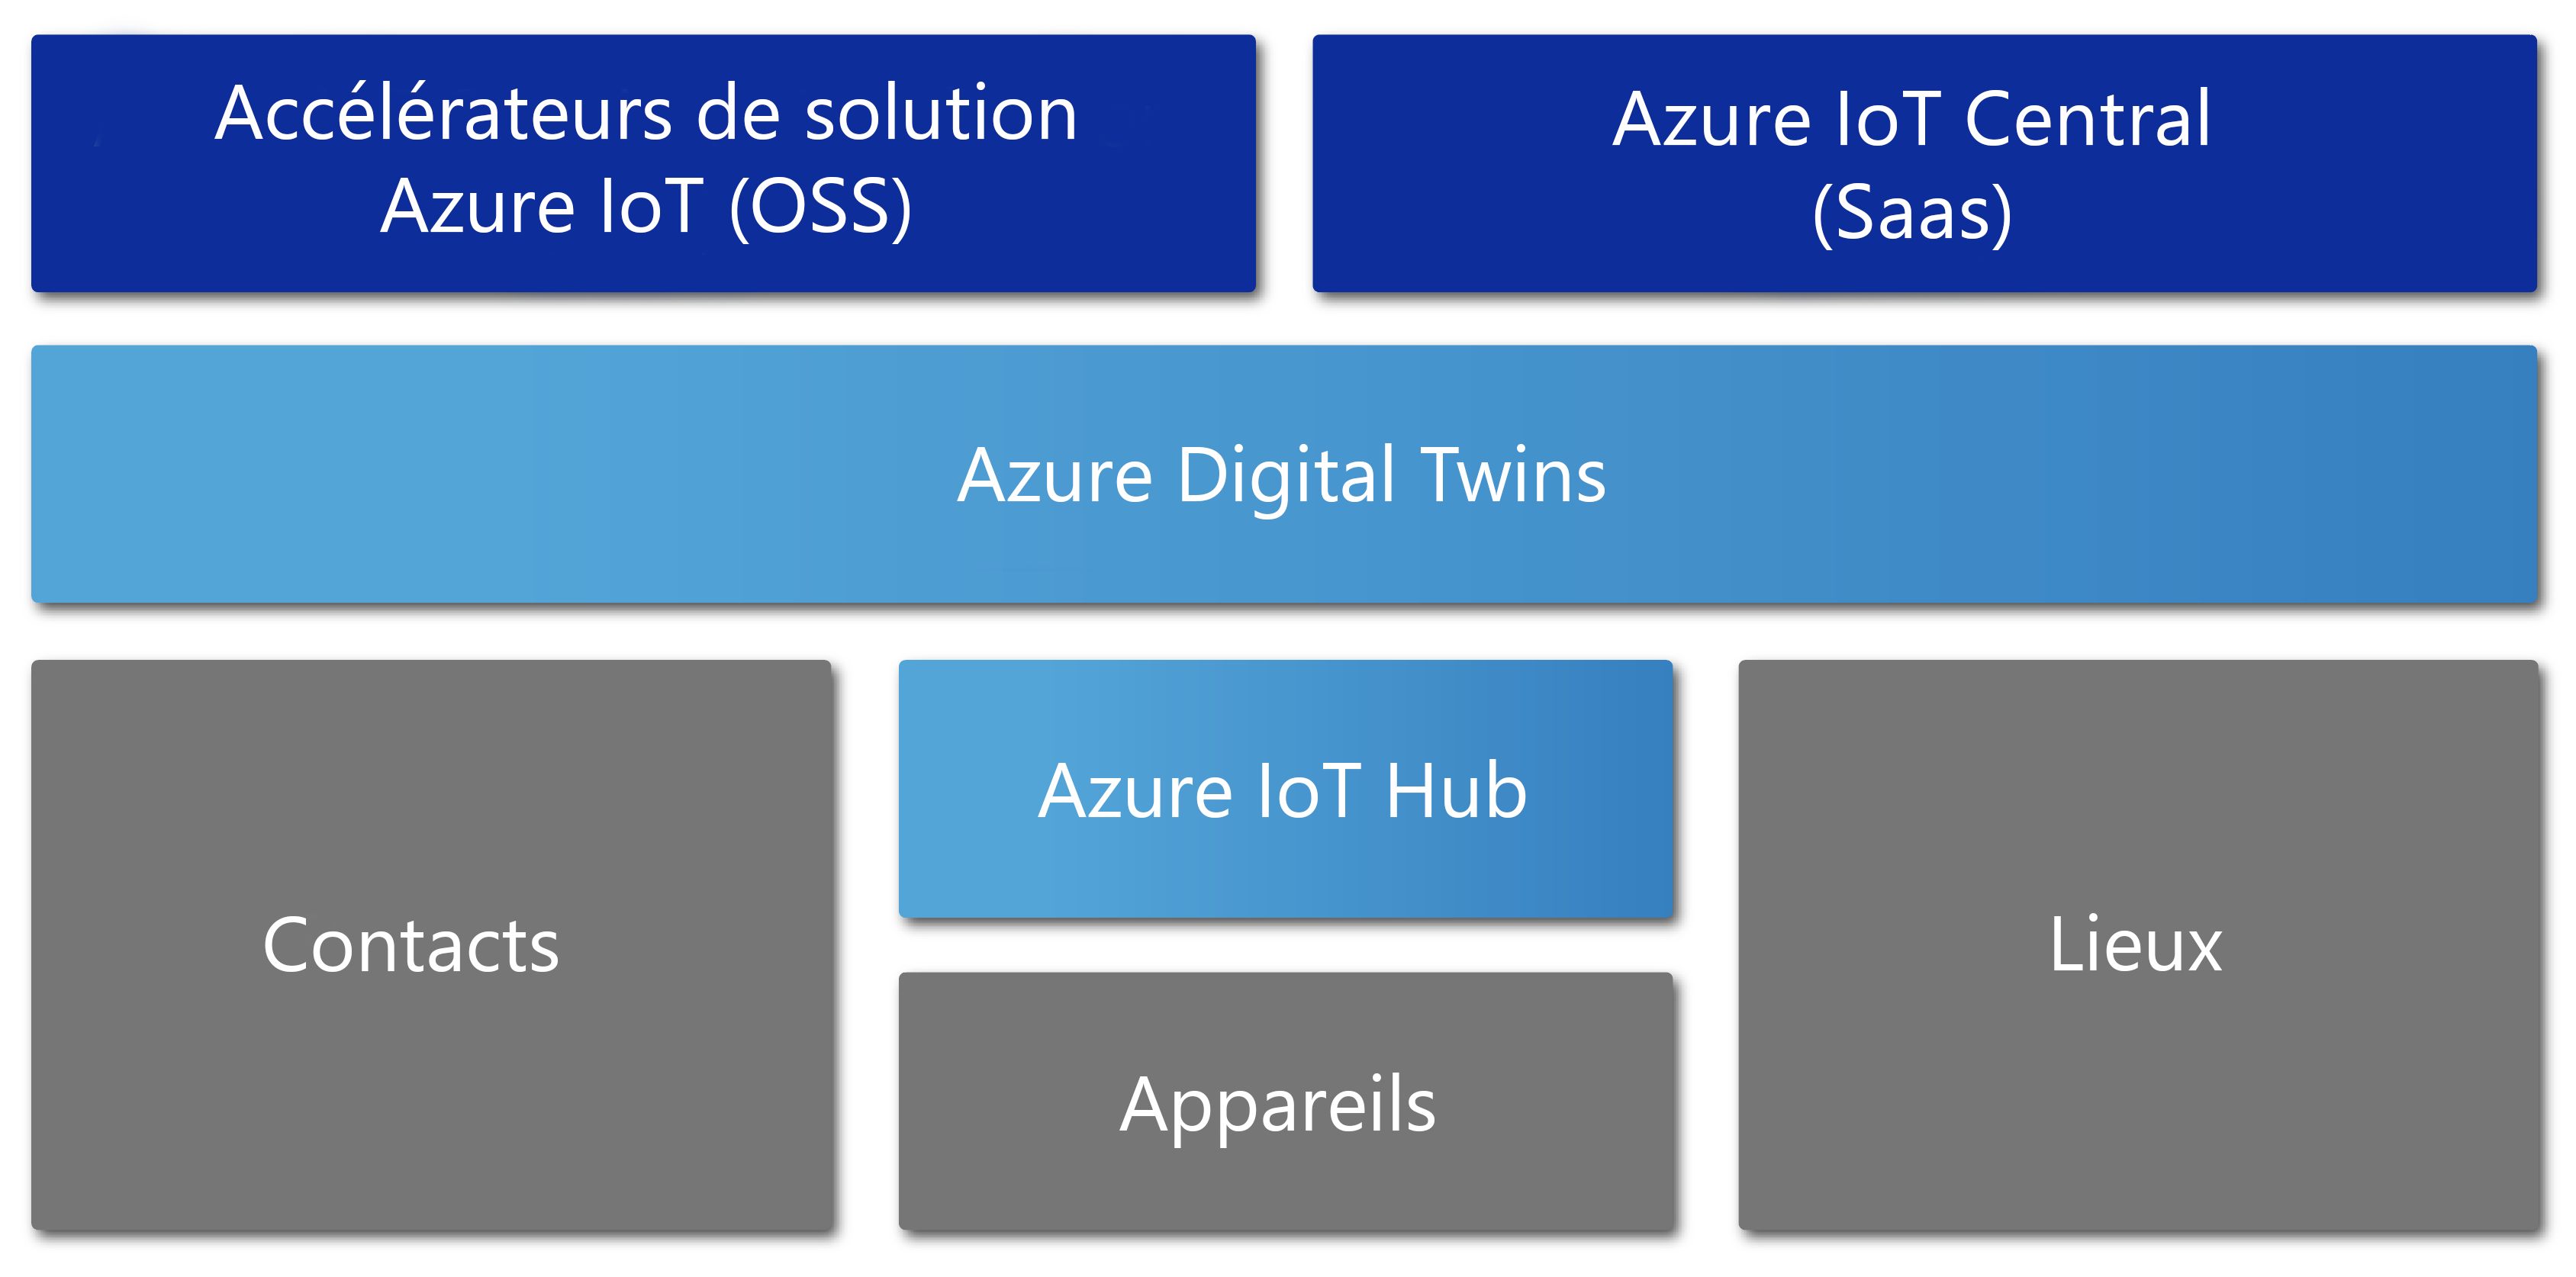 Accélérateurs de solution
Azure IoT (OSS)
Azure IoT Central
(Saas)
Azure Digital Twins
Contacts
Azure IoT Hub
Appareils
Lieux